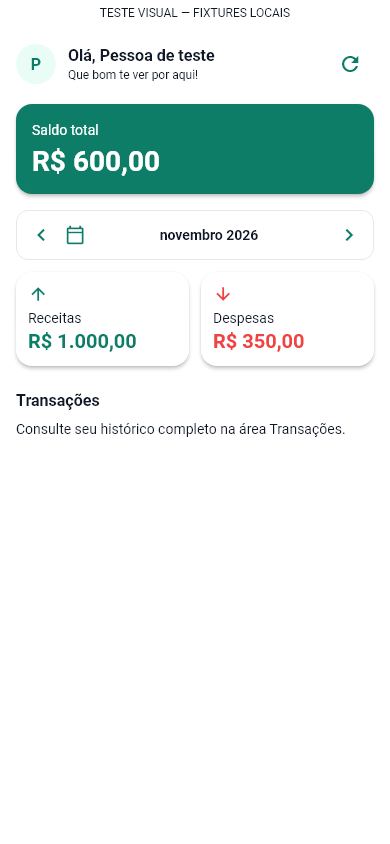 TESTE VISUAL — FIXTURES LOCAIS
P
Olá, Pessoa de teste
Que bom te ver por aqui!
Saldo total
R$ 600,00
novembro 2026
Receitas
R$ 1.000,00
Despesas
R$ 350,00
Transações
Consulte seu histórico completo na área Transações.